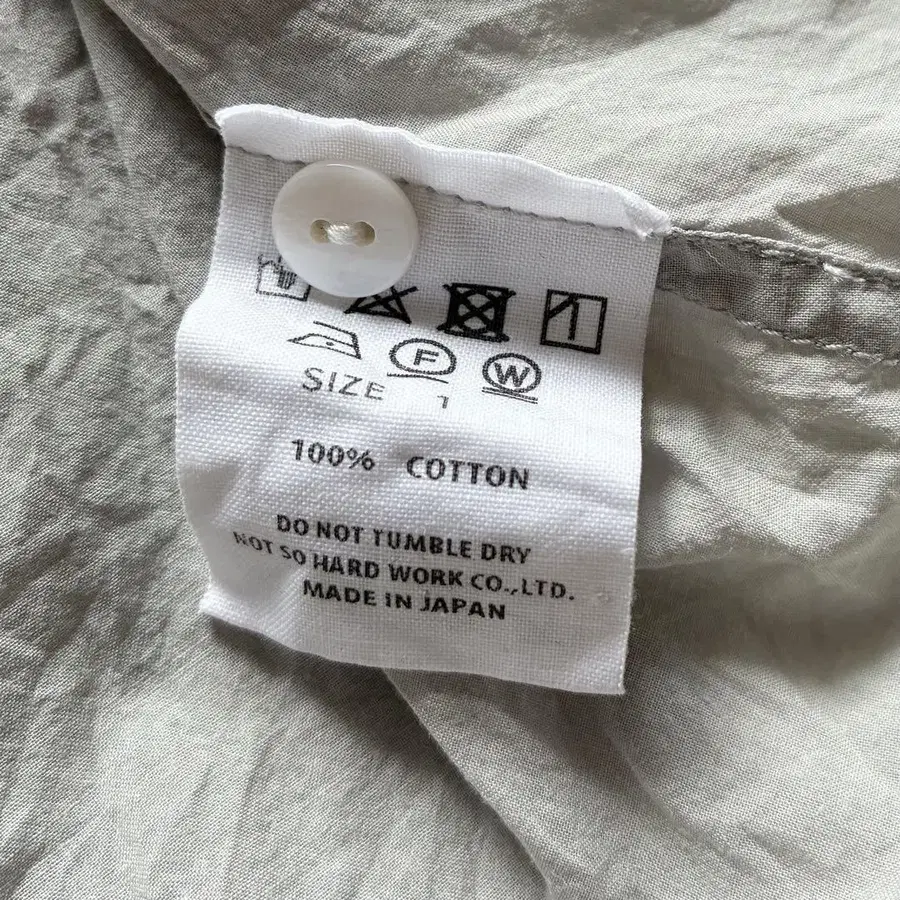 F W
SIZE 1
100% COTTON
DO NOT TUMBLE DRY
NOT SO HARD WORK CO.,LTD.
MADE IN JAPAN